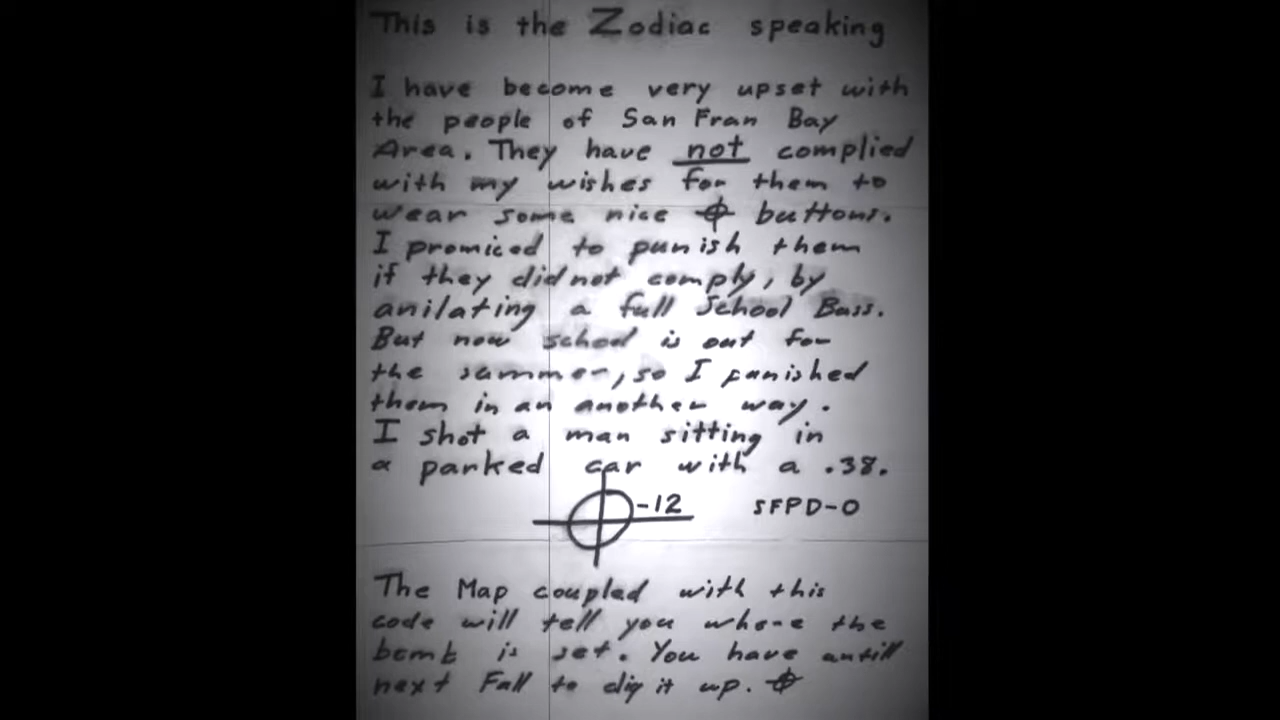 This is the Zodiac speaking
I have become very upset with
the people of San Fran Bay
Area. They have not complied
with my wishes for them to
wear some nice ⌖ buttons.
I promiced to punish them
if they did not comply, by
anilating a full School Buss.
But now school is out for
the summer, so I punished
them in an another way.
I shot a man sitting in
a parked car with a .38.
⌖-12 SFPD-0
The Map coupled with this
code will tell you whore the
bomb is set. You have antill
next Fall to dig it up. ⌖